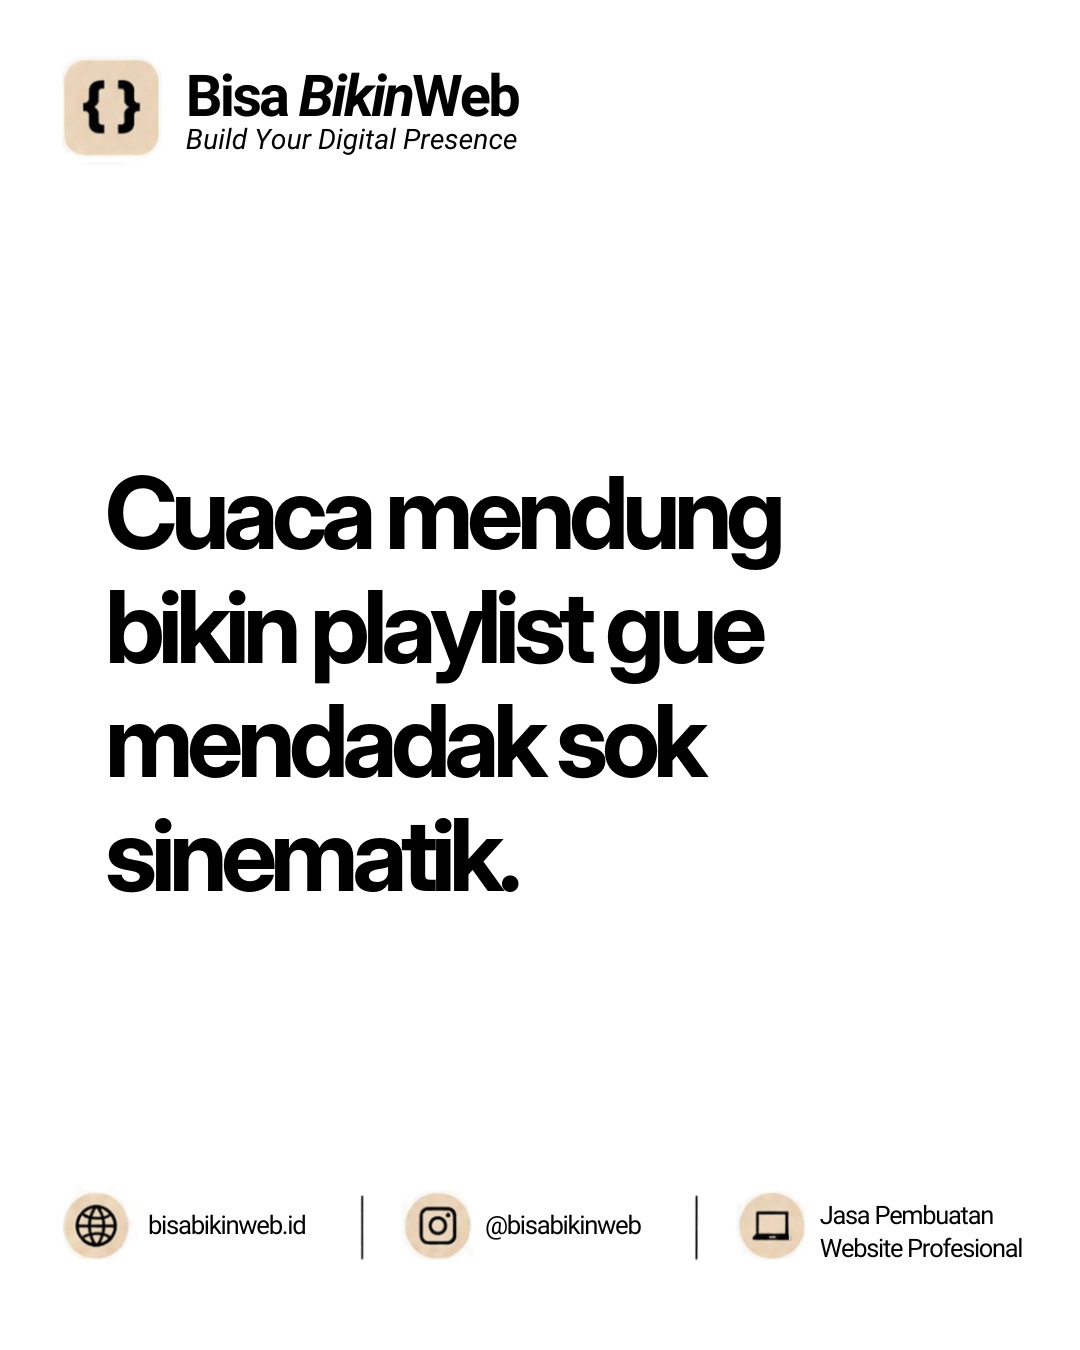 { }
Bisa BikinWeb
Build Your Digital Presence
Cuaca mendung
bikin playlist gue
mendadak sok
sinematik.
bisabikinweb.id
@bisabikinweb
Jasa Pembuatan
Website Profesional